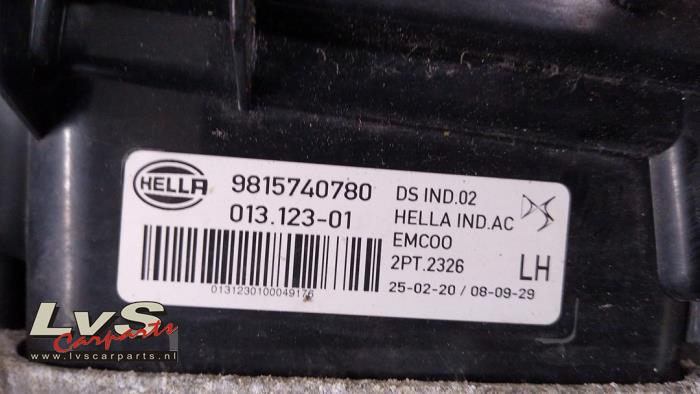 HELLA
9815740780
013.123-01
0131230100049176
DS IND.02
HELLA IND.AC
EMC00
2PT.2326
25-02-20 / 08-09-29
DS
LH
LvS
Carparts
www.lvscarparts.nl